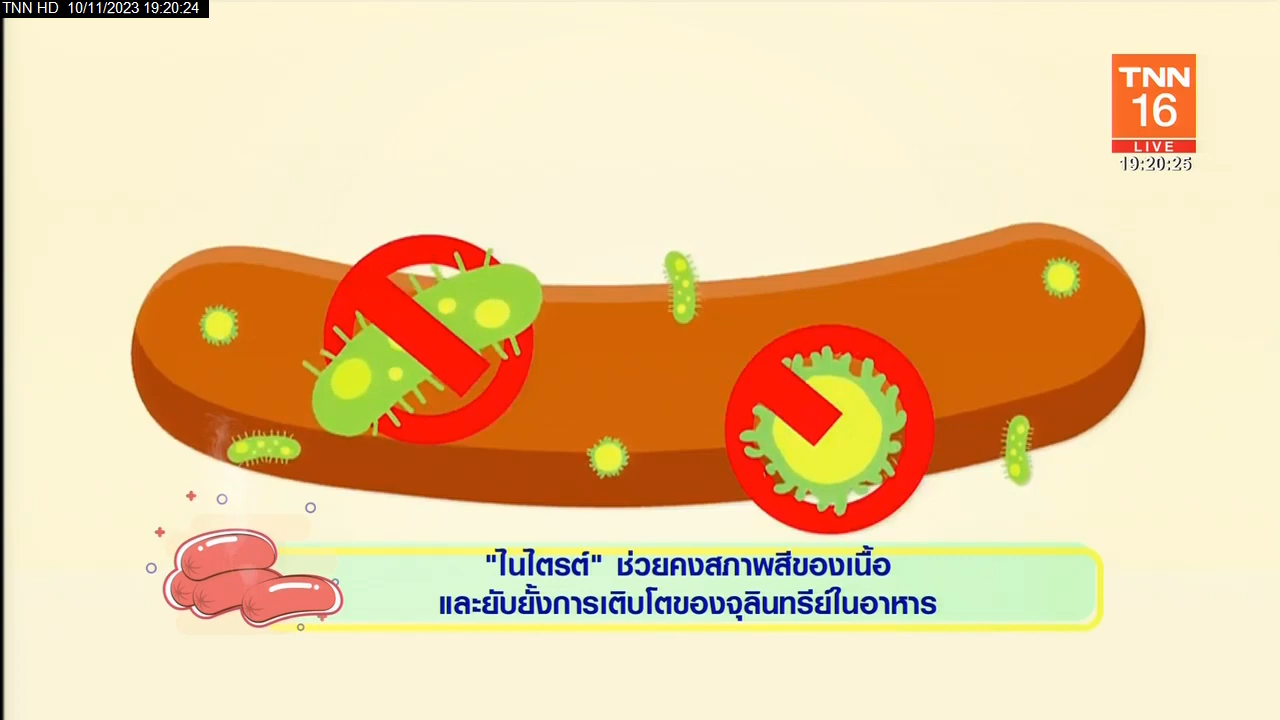 TNN HD 10/11/2023 19:20:24
TNN
16
LIVE
19:20:25
"ไนไตรต์" ช่วยคงสภาพสีของเนื้อ
และยับยั้งการเติบโตของจุลินทรีย์ในอาหาร